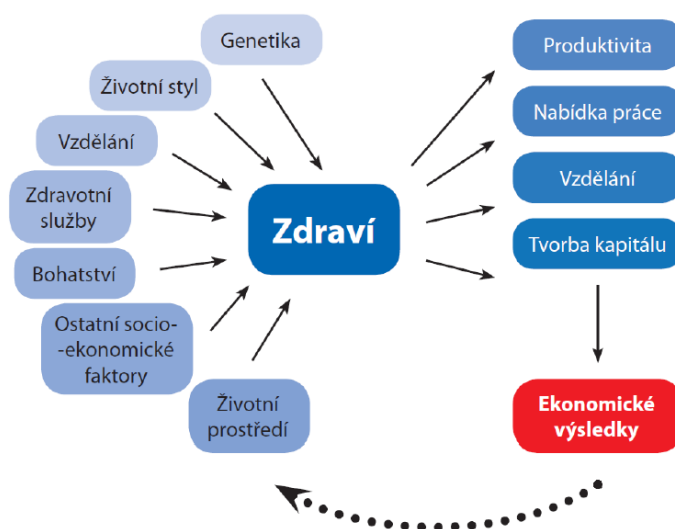 Genetika
Životní styl
Vzdělání
Zdravotní
služby
Bohatství
Ostatní socio-
-ekonomické
faktory
Životní
prostředí
Zdraví
Produktivita
Nabídka práce
Vzdělání
Tvorba kapitálu
Ekonomické
výsledky